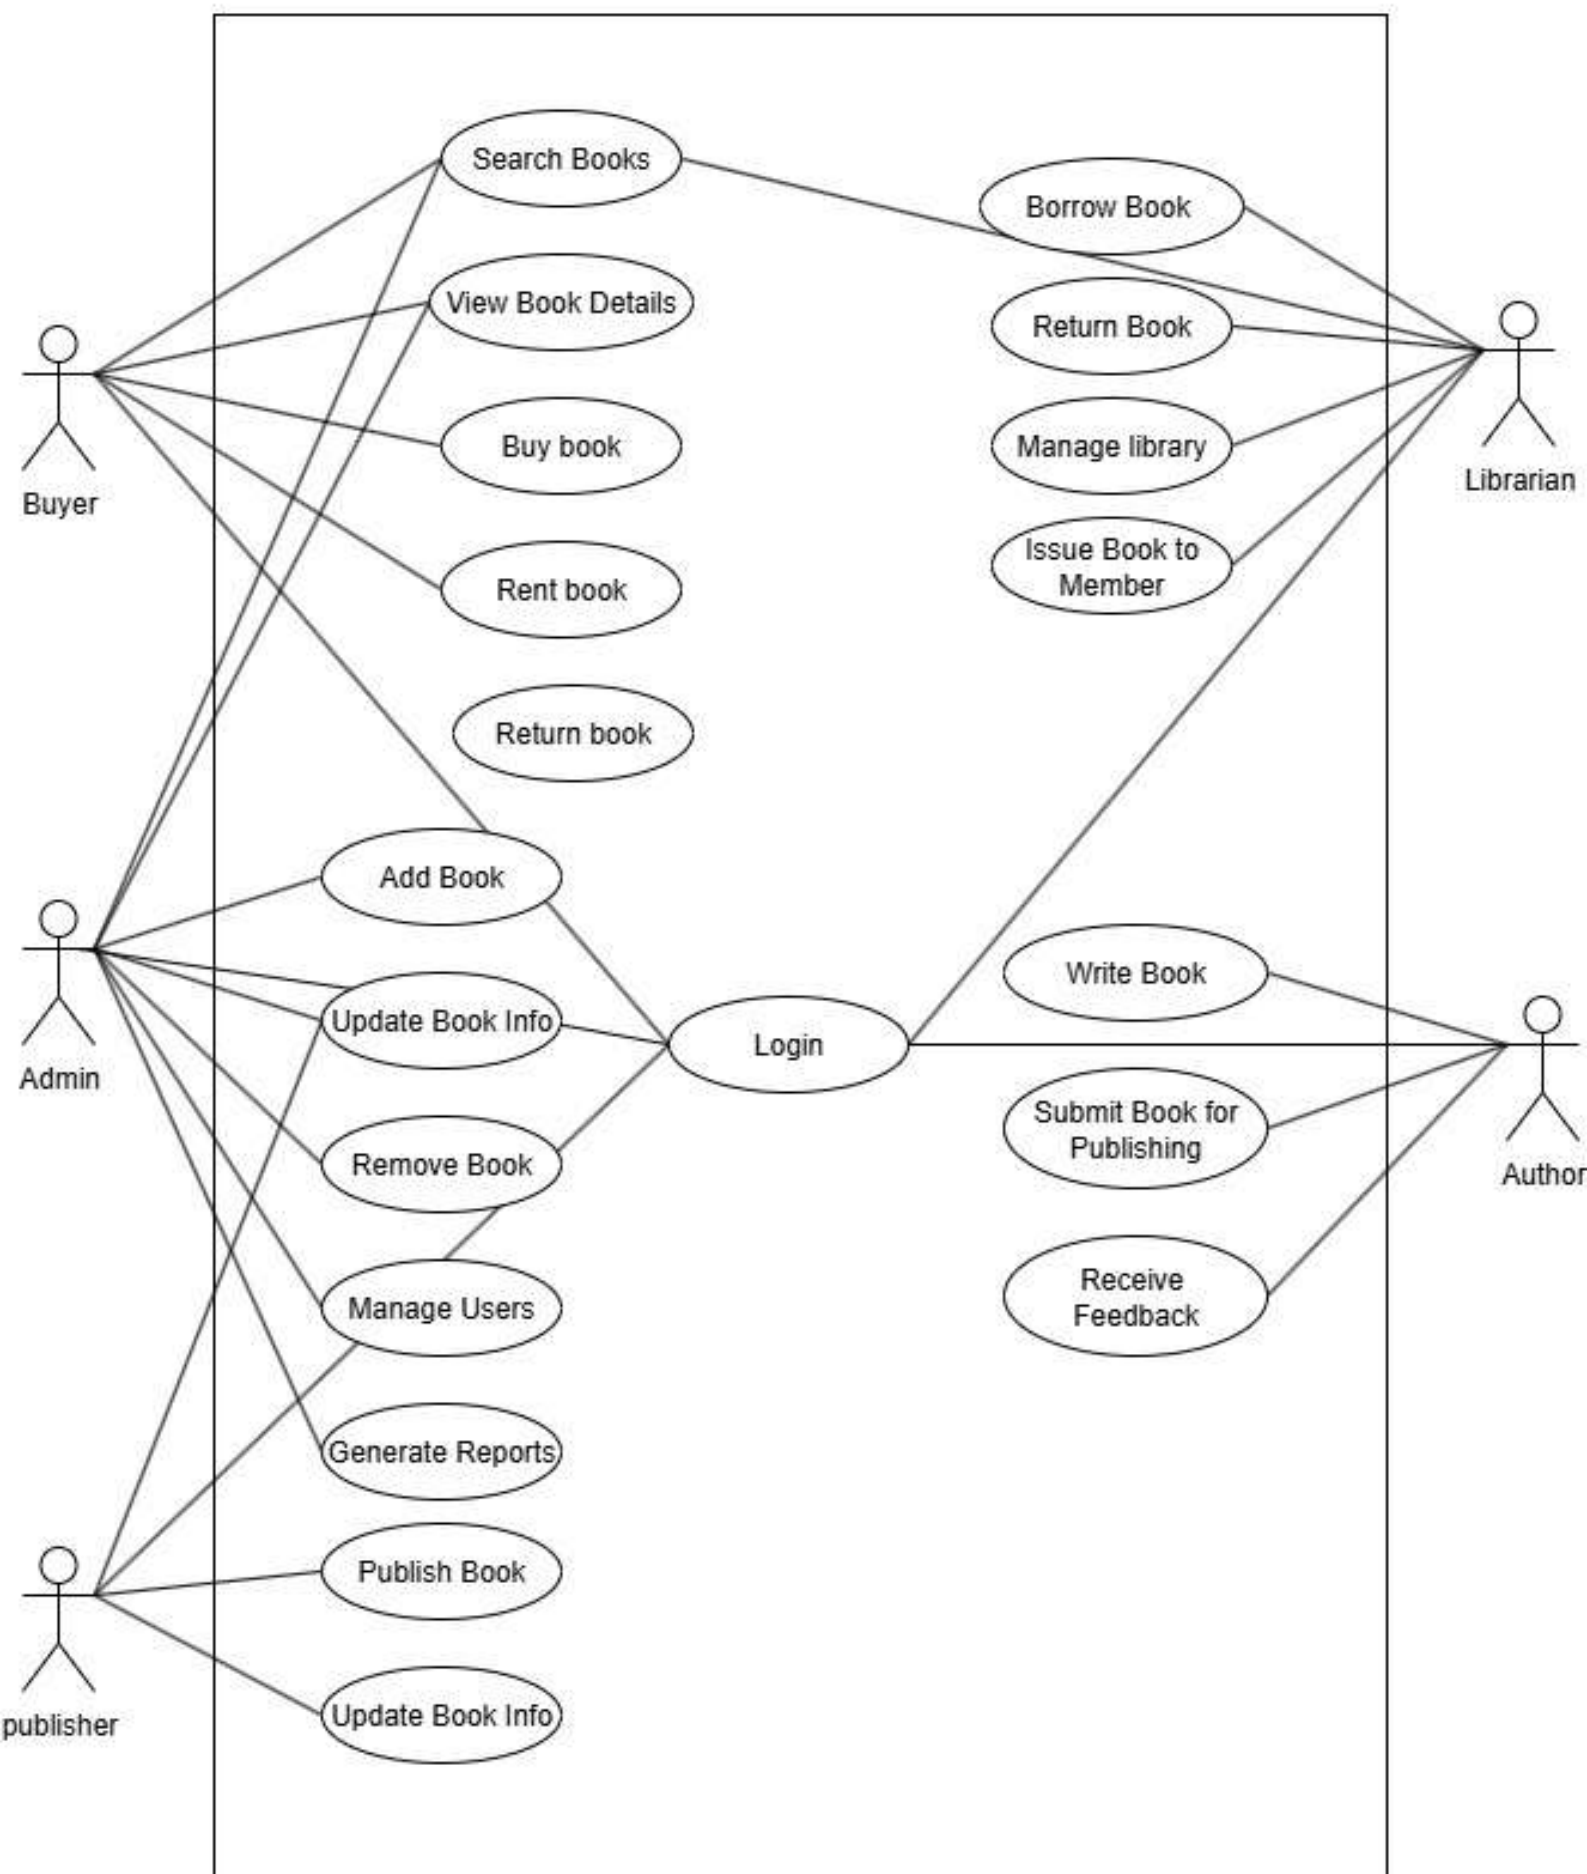 Search Books
Borrow Book
View Book Details
Return Book
Buyer
Buy book
Manage library
Librarian
Rent book
Issue Book to
Member
Return book
Add Book
Admin
Update Book Info
Login
Write Book
Remove Book
Submit Book for
Publishing
Author
Manage Users
Receive
Feedback
Generate Reports
publisher
Publish Book
Update Book Info